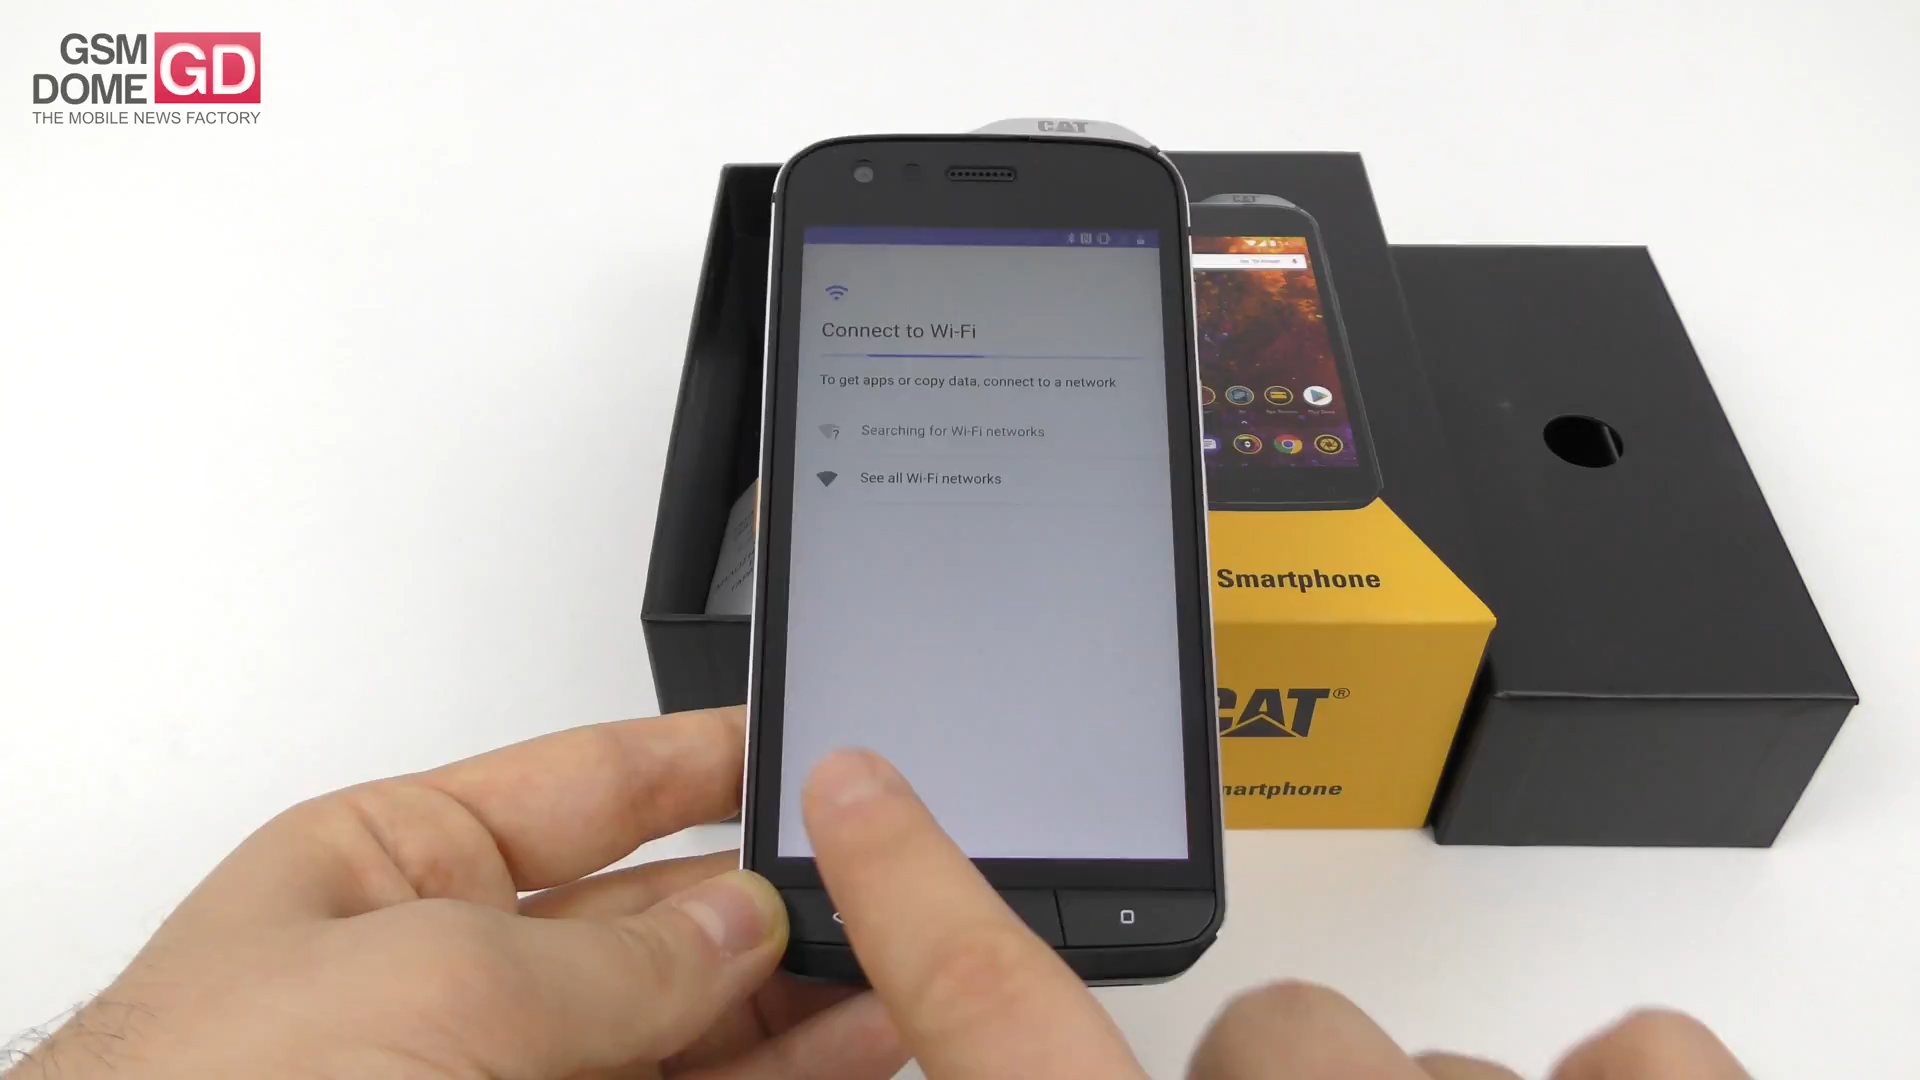 GSM
DOME GD
THE MOBILE NEWS FACTORY
CAT
CAT
Connect to Wi-Fi
To get apps or copy data, connect to a network
Searching for Wi-Fi networks
See all Wi-Fi networks
Smartphone
CAT®
martphone